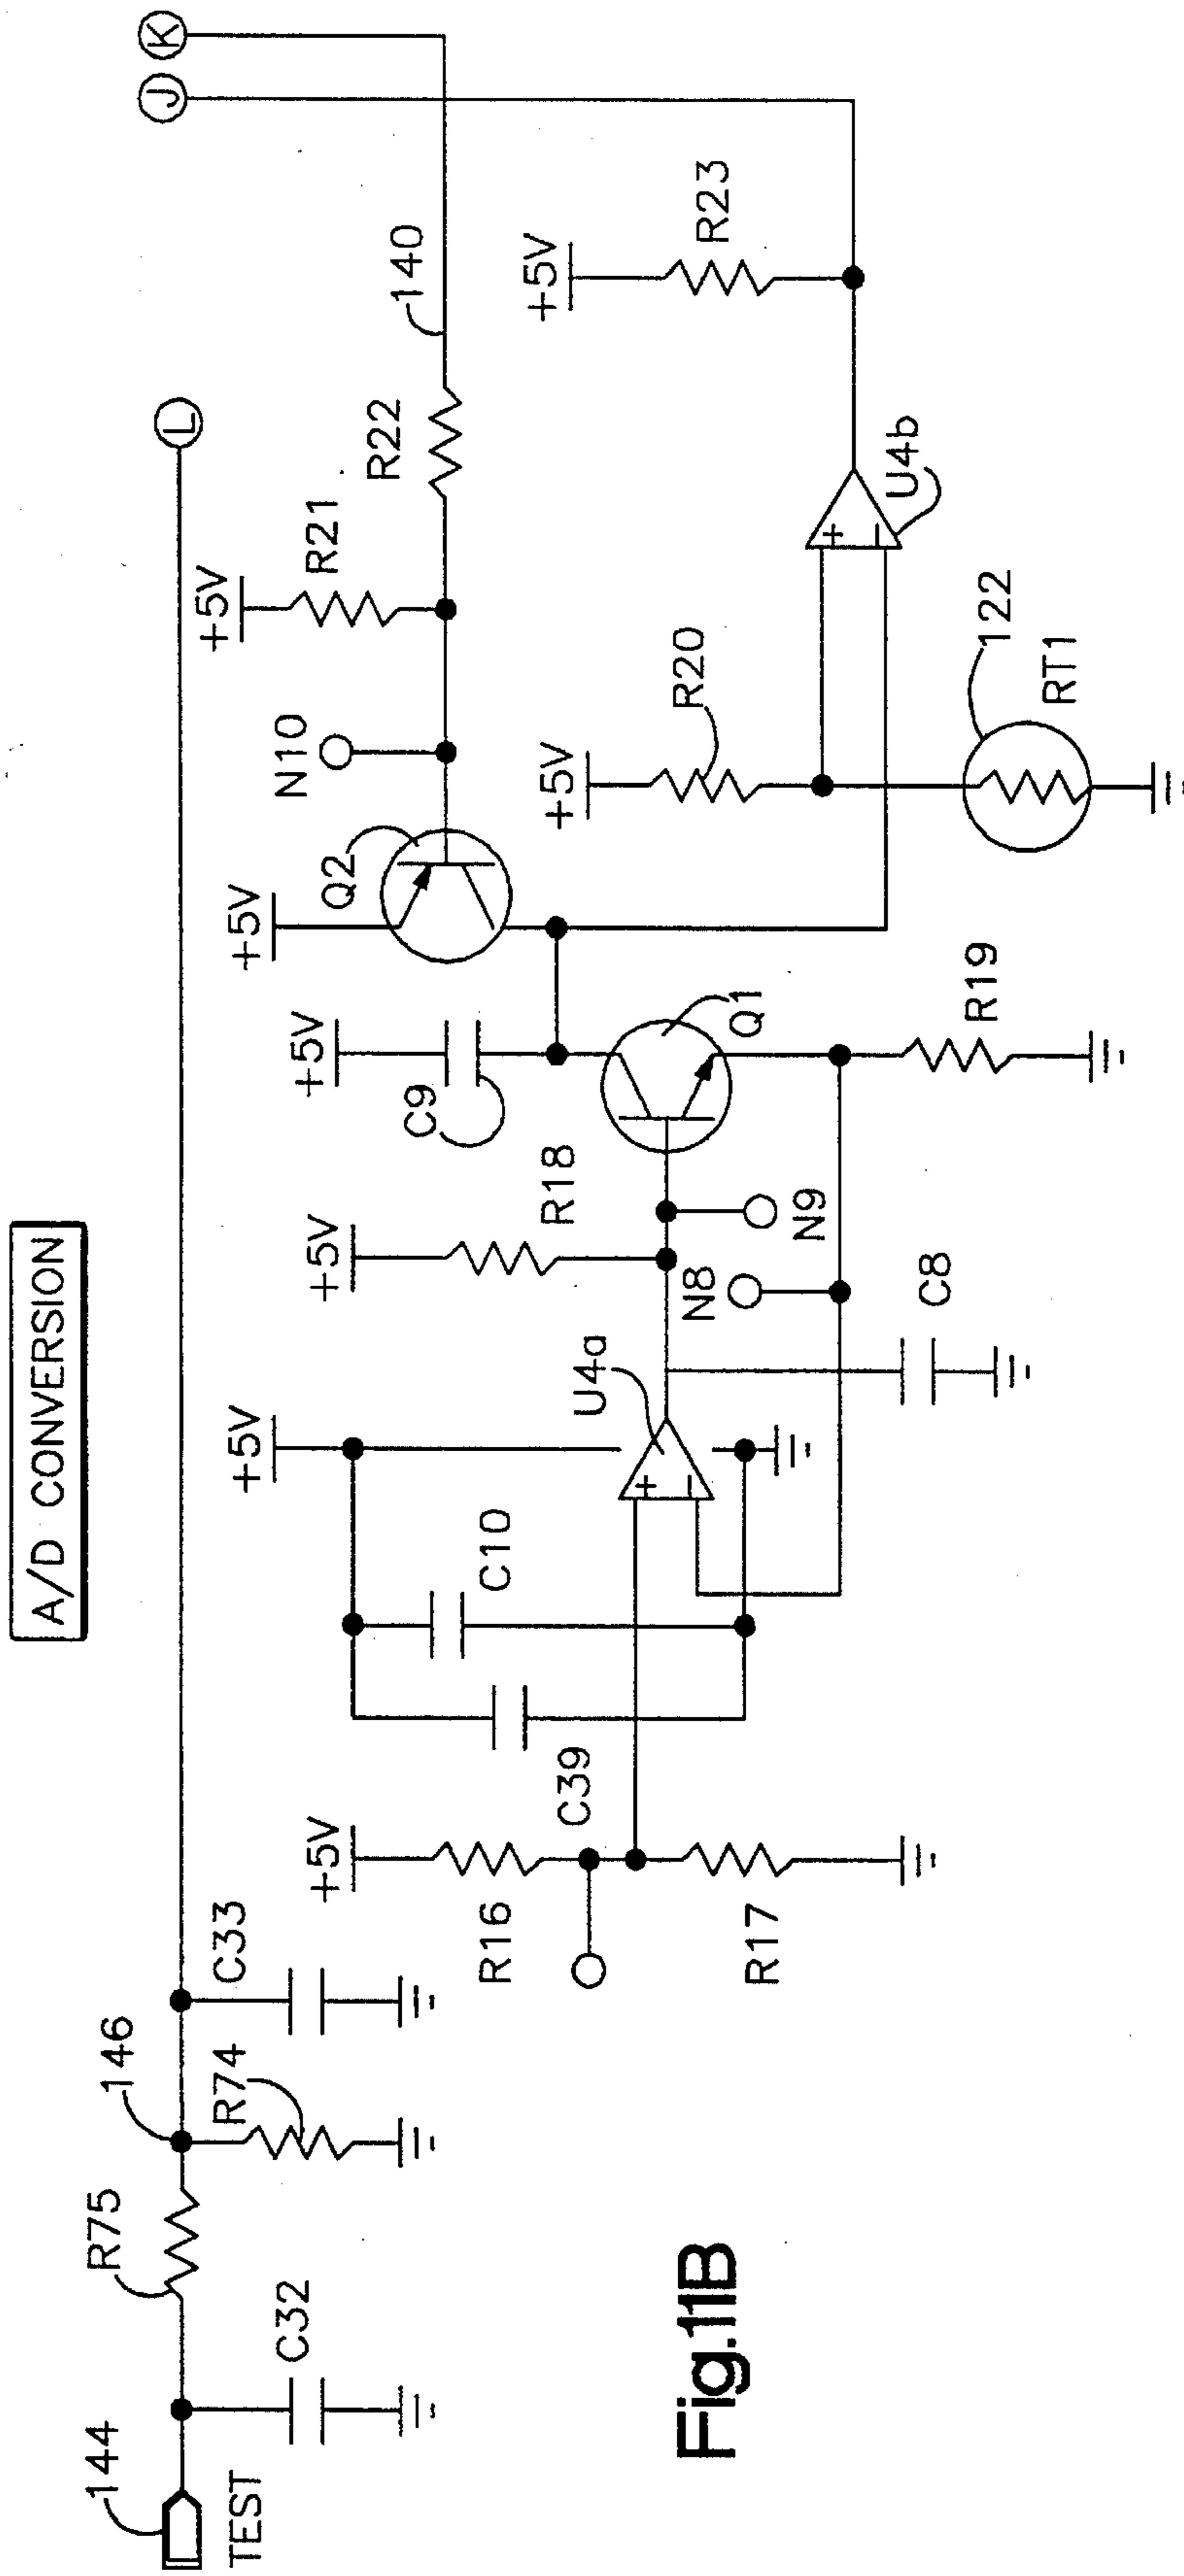 A/D CONVERSION
144
TEST
C32
R75
146
R74
C33
L
K
J
+5V
R16
R17
C39
C10
+5V
U4a
N8
C8
+5V
R18
N9
+5V
C9
Q1
R19
+5V
Q2
N10
+5V
R21
R22
140
+5V
R20
122
RT1
+
-
U4b
+5V
R23
+
-
Fig.11B